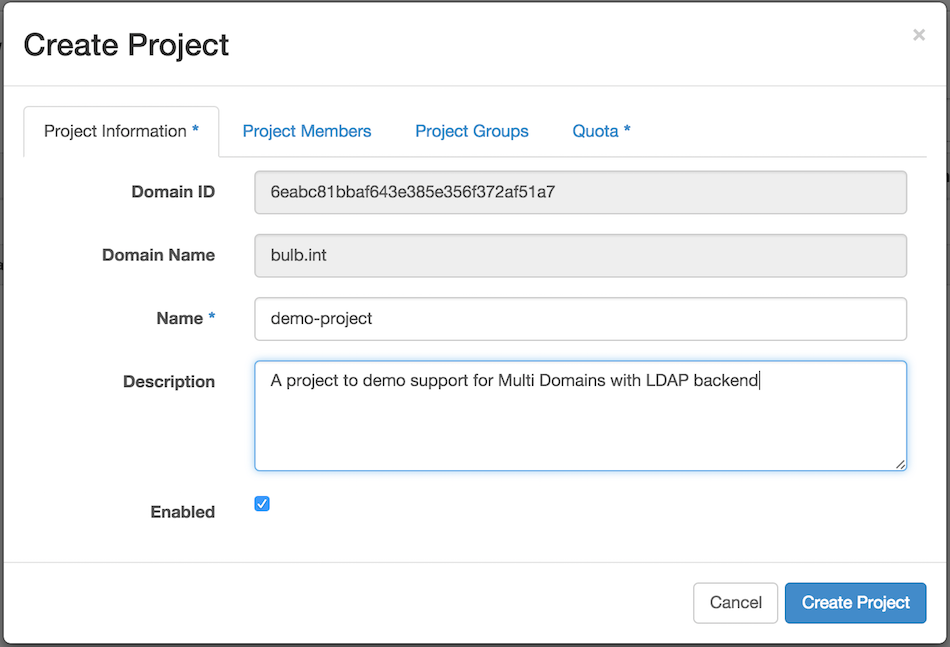 Create Project
×
Project Information *
Project Members
Project Groups
Quota *
Domain ID
6eabc81bbaf643e385e356f372af51a7
Domain Name
bulb.int
Name *
demo-project
Description
A project to demo support for Multi Domains with LDAP backend
Enabled
Cancel
Create Project